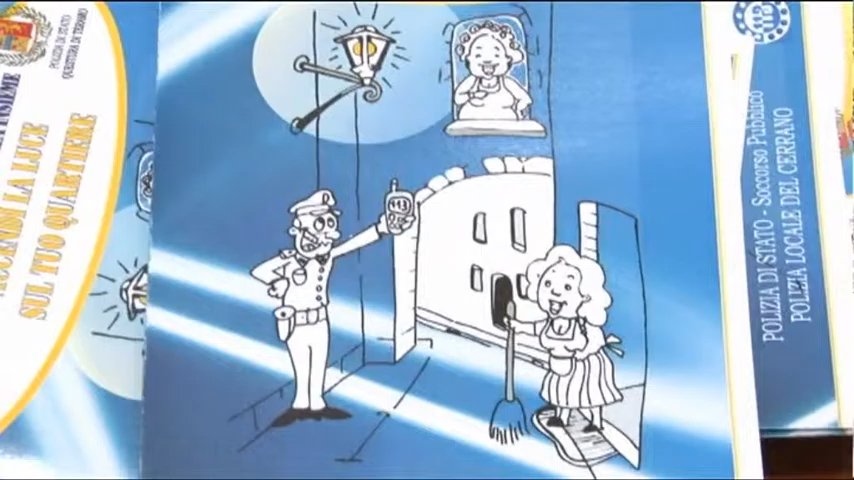 POLIZIA DI STATO
QUESTURA DI TERAMO
INSIEME
ACCENDI LA LUCE
SUL TUO QUARTIERE
113
P
POLIZIA DI STATO - Soccorso Pubblico
POLIZIA LOCALE DEL CERRANO